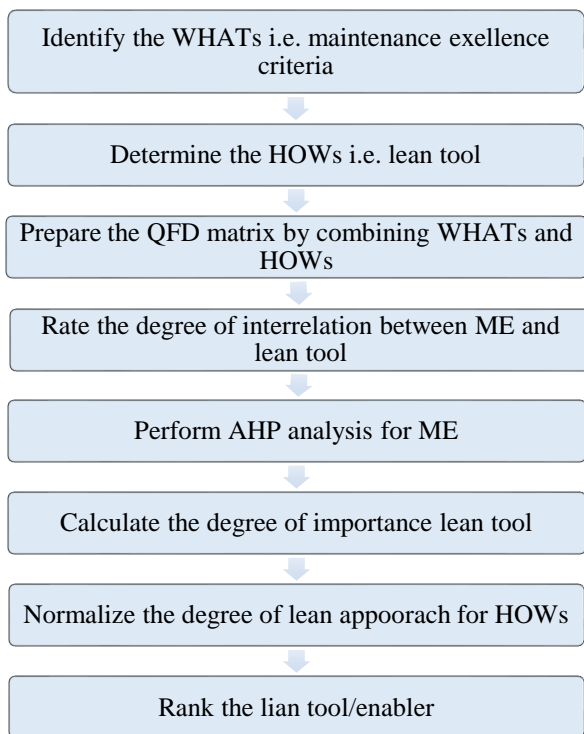 Identify the WHATs i.e. maintenance exellence
criteria
Determine the HOWs i.e. lean tool
Prepare the QFD matrix by combining WHATs and
HOWs
Rate the degree of interrelation between ME and
lean tool
Perform AHP analysis for ME
Calculate the degree of importance lean tool
Normalize the degree of lean appoorach for HOWs
Rank the lian tool/enabler